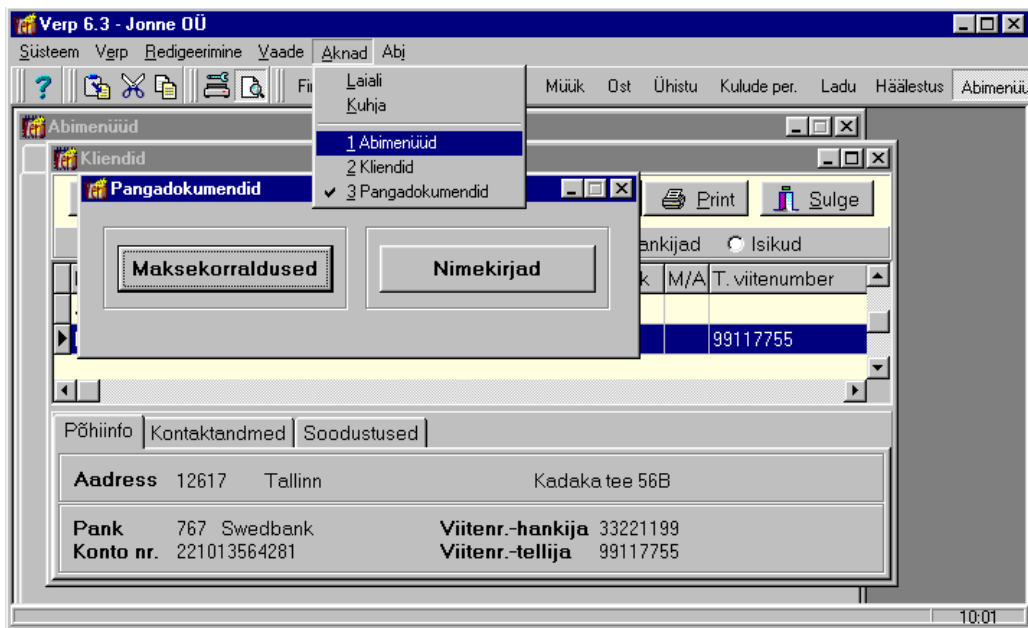 Verp 6.3 - Jonne OÜ
Süsteem Verp Redigeerimine Vaade Aknad Abi
Müük Ost Ühistu Kulude per. Ladu Häälestus
Laiali
Kuhja
1 Abimenüüd
2 Kliendid
3 Pangadokumendid
Abimenüüd
Kliendid
Print Sulge
Isikud
Pangadokumendid
Maksekorraldused Nimekirjad
M/A T. viitenumber
99117755
Põhiinfo Kontaktandmed Soodustused
Aadress 12617 Tallinn Kadaka tee 56B
Pank 767 Swedbank Viitenr.-hankija 33221199
Konto nr. 221013564281 Viitenr.-tellija 99117755
10:01